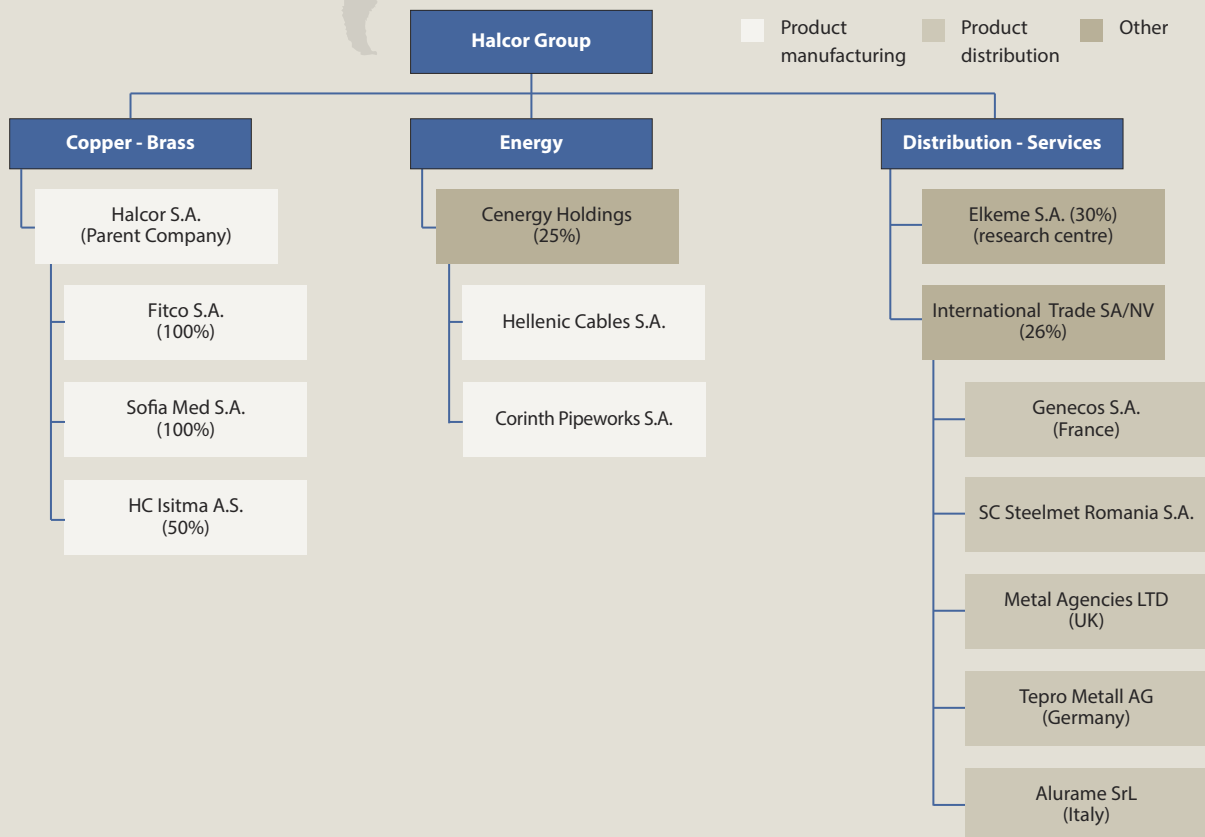 Halcor Group
Product
manufacturing
Product
distribution
Other
Copper - Brass
Energy
Distribution - Services
Halcor S.A.
(Parent Company)
Fitco S.A.
(100%)
Sofia Med S.A.
(100%)
HC Isitma A.S.
(50%)
Cenergy Holdings
(25%)
Hellenic Cables S.A.
Corinth Pipeworks S.A.
Elkeme S.A. (30%)
(research centre)
International Trade SA/NV
(26%)
Genecos S.A.
(France)
SC Steelmet Romania S.A.
Metal Agencies LTD
(UK)
Tepro Metall AG
(Germany)
Alurame SrL
(Italy)